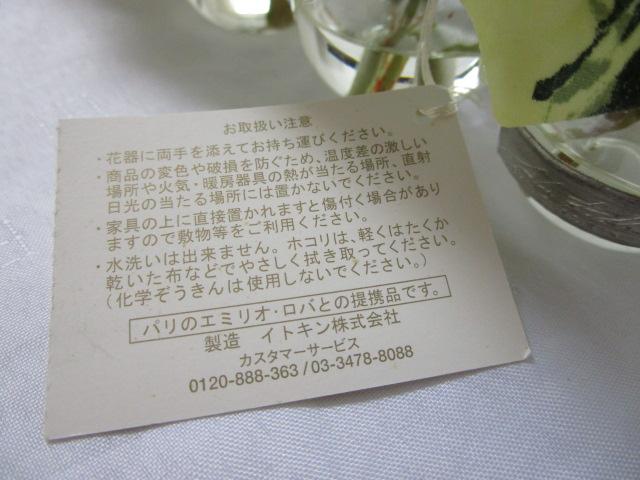 お取扱い注意
・花器に両手を添えてお持ち運びください。
・商品の変色や破損を防ぐため、温度差の激しい
場所や火気・暖房器具の熱が当たる場所、直射
日光の当たる場所には置かないでください。
・家具の上に直接置かれますと傷付く場合があり
ますので敷物等をご利用ください。
・水洗いは出来ません。ホコリは、軽くはたくか
乾いた布などでやさしく拭き取ってください。
(化学ぞうきんは使用しないでください。)
パリのエミリオ・ロバとの提携品です。
製造 イトキン株式会社
カスタマーサービス
0120-888-363 / 03-3478-8088